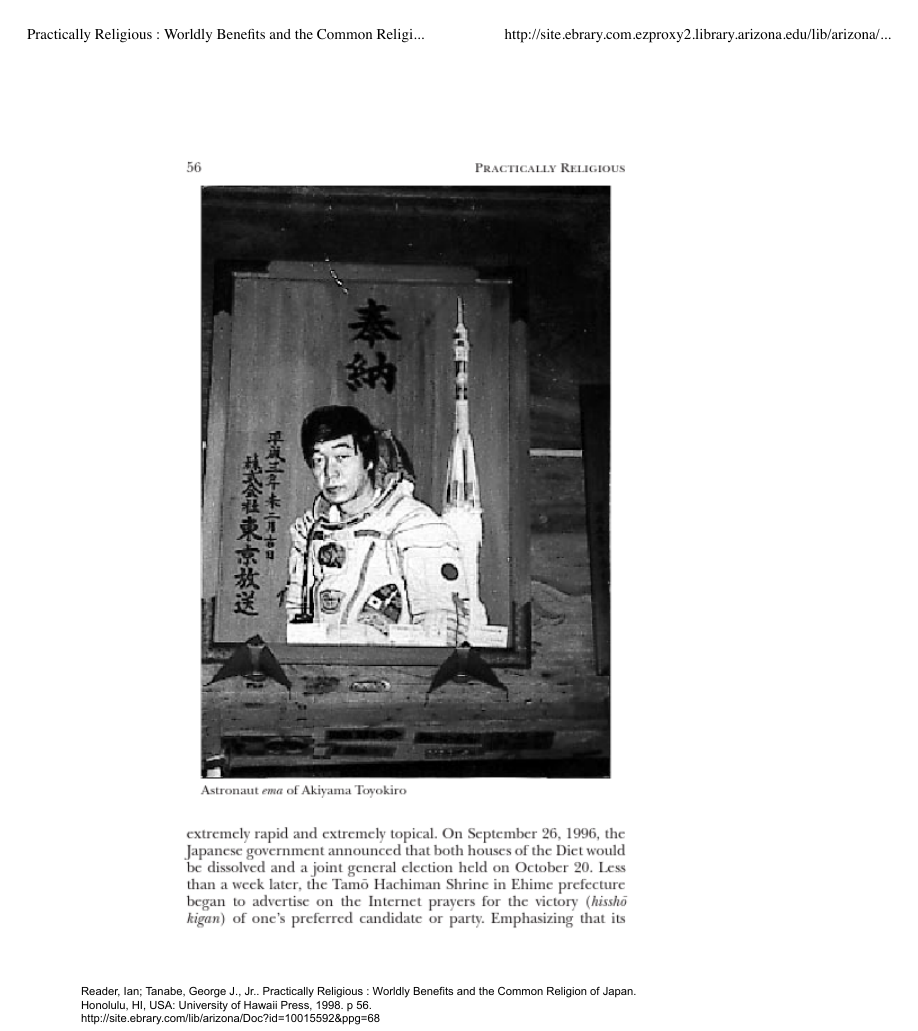 Practically Religious : Worldly Benefits and the Common Religi...
http://site.ebrary.com.ezproxy2.library.arizona.edu/lib/arizona/...
56
PRACTICALLY RELIGIOUS
奉納
平成三年未二月吉日
株式会社東京放送
Astronaut ema of Akiyama Toyokiro
extremely rapid and extremely topical. On September 26, 1996, the
Japanese government announced that both houses of the Diet would
be dissolved and a joint general election held on October 20. Less
than a week later, the Tamō Hachiman Shrine in Ehime prefecture
began to advertise on the Internet prayers for the victory (hisshō
kigan) of one's preferred candidate or party. Emphasizing that its
Reader, Ian; Tanabe, George J., Jr.. Practically Religious : Worldly Benefits and the Common Religion of Japan.
Honolulu, HI, USA: University of Hawaii Press, 1998. p 56.
http://site.ebrary.com/lib/arizona/Doc?id=10015592&ppg=68